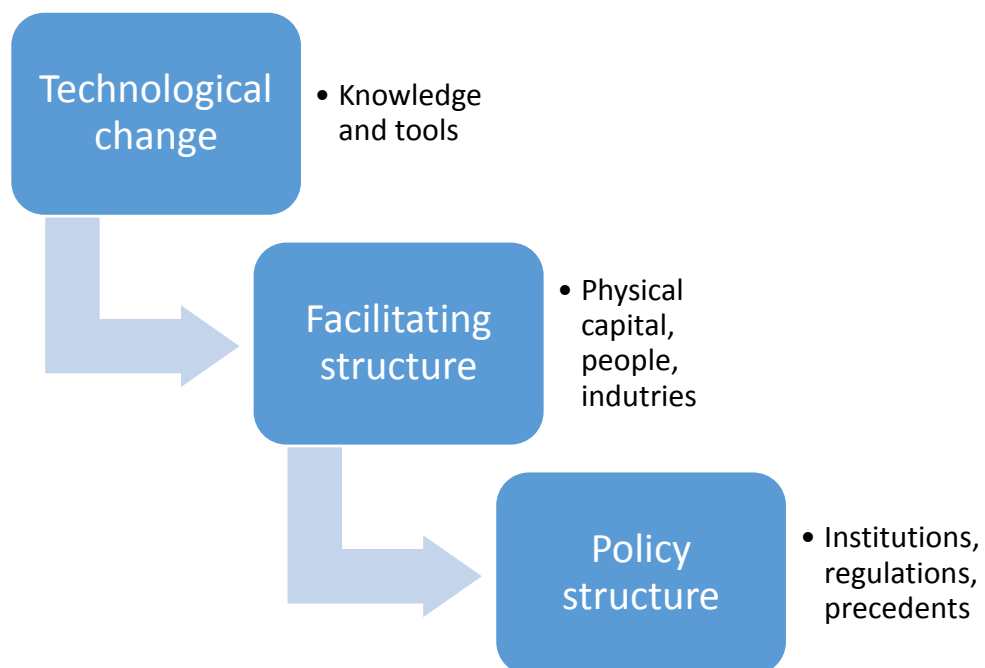 Technological
change
• Knowledge
and tools
Facilitating
structure
• Physical
capital,
people,
indutries
Policy
structure
• Institutions,
regulations,
precedents